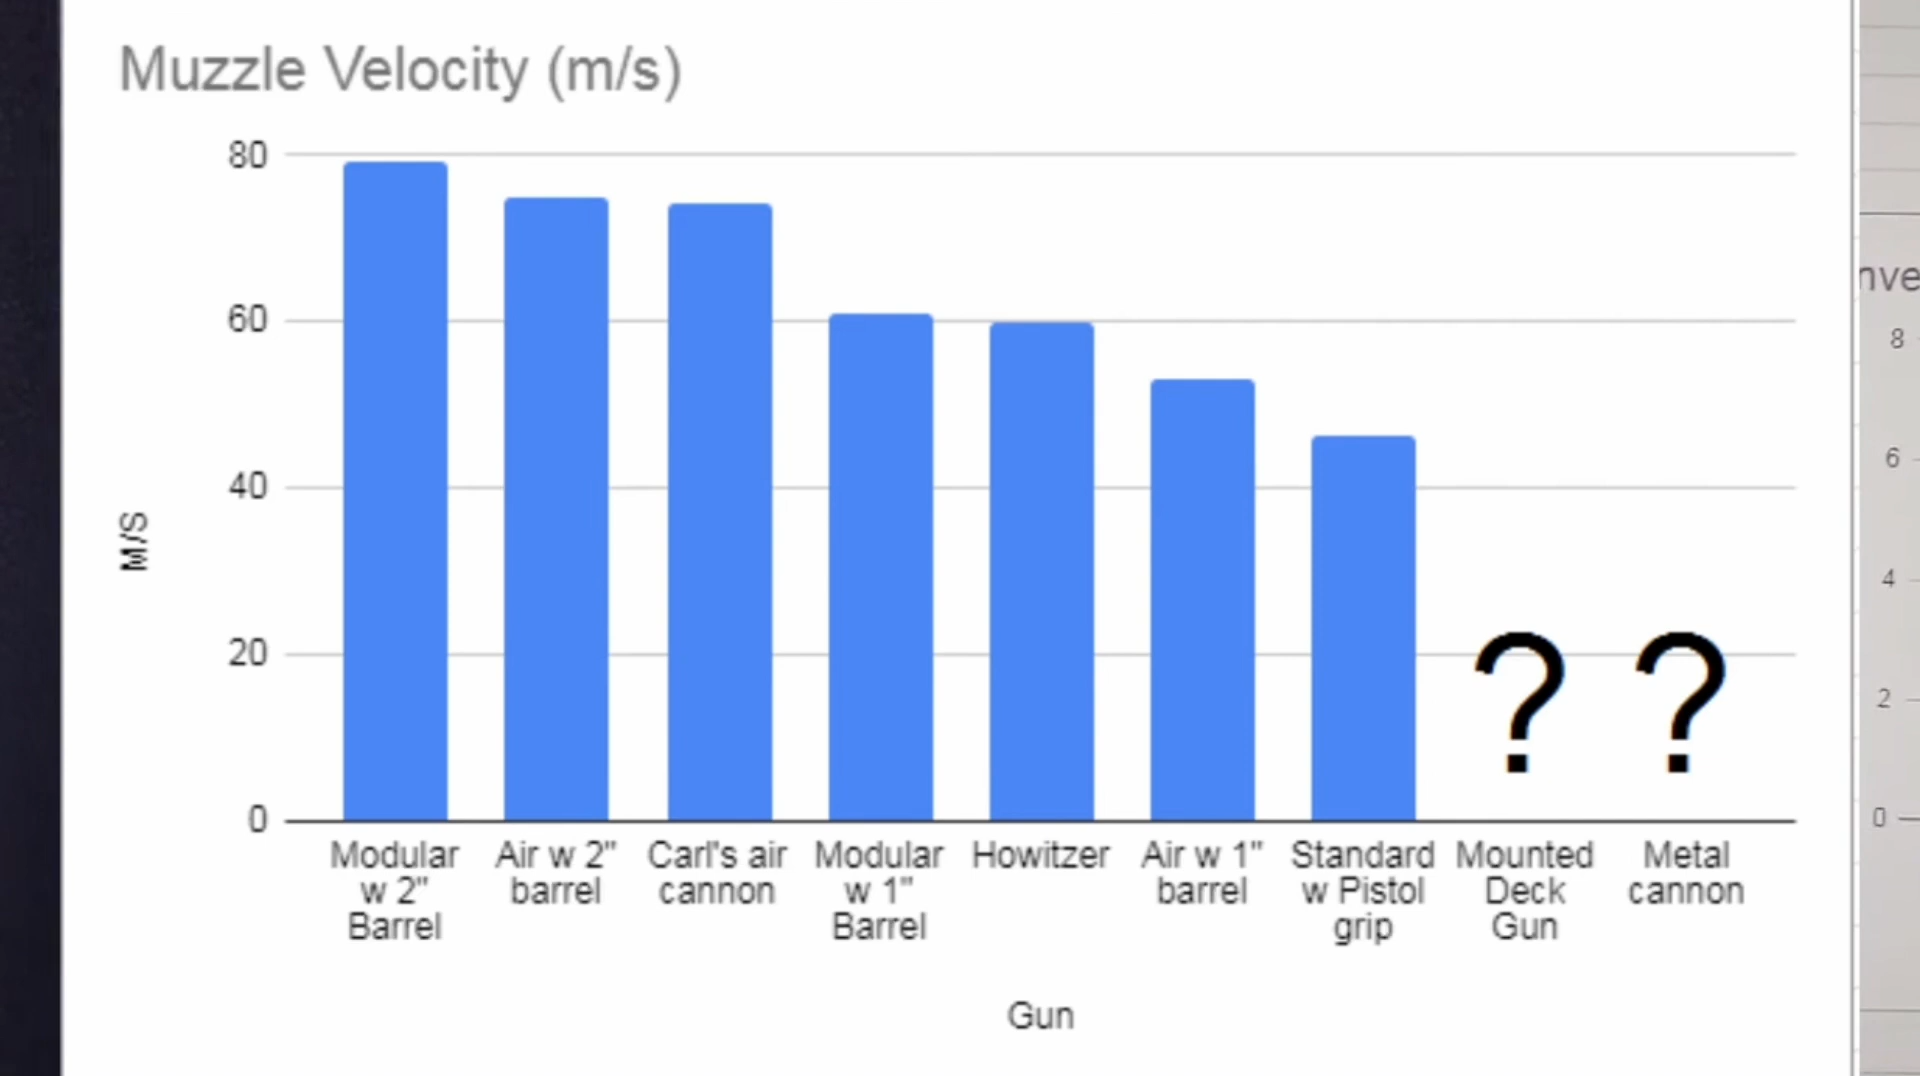 Muzzle Velocity (m/s)
80
60
40
20
0
M/S
Modular
w 2"
Barrel
Air w 2"
barrel
Carl's air
cannon
Modular
w 1"
Barrel
Howitzer
Air w 1"
barrel
Standard
w Pistol
grip
Mounted
Deck
Gun
Metal
cannon
? ?
Gun
nve
8
6
4
2
0